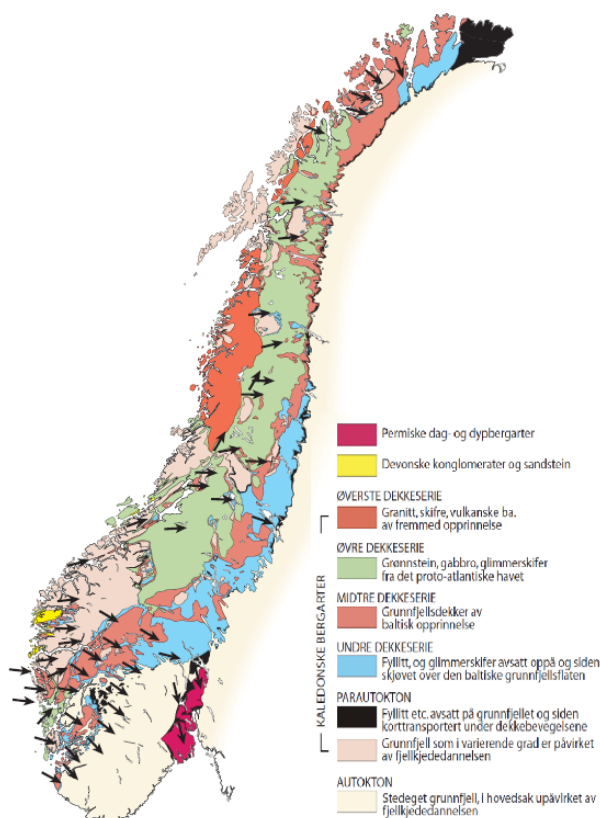 Permiske dag- og dypbergarter
Devonske konglomerater og sandstein
ØVERSTE DEKKESERIE
Granitt, skifre, vulkanske ba.
av fremmed opprinnelse
ØVRE DEKKESERIE
Grønnstein, gabbro, glimmerskifer
fra det proto-atlantiske havet
MIDTRE DEKKESERIE
Grunnfjellsdekker av
baltisk opprinnelse
UNDRE DEKKESERIE
Fyllitt, og glimmerskifer avsatt oppå og siden
skjøvet over den baltiske grunnfjellsflaten
PARAUTOKTON
Fyllitt etc. avsatt på grunnfjellet og siden
korttransportert under dekkebevegelsene
Grunnfjell som i varierende grad er påvirket
av fjellkjededannelsen
AUTOKTON
Stedeget grunnfjell, i hovedsak upåvirket av
fjellkjededannelsen
KALEDONSKE BERGARTER